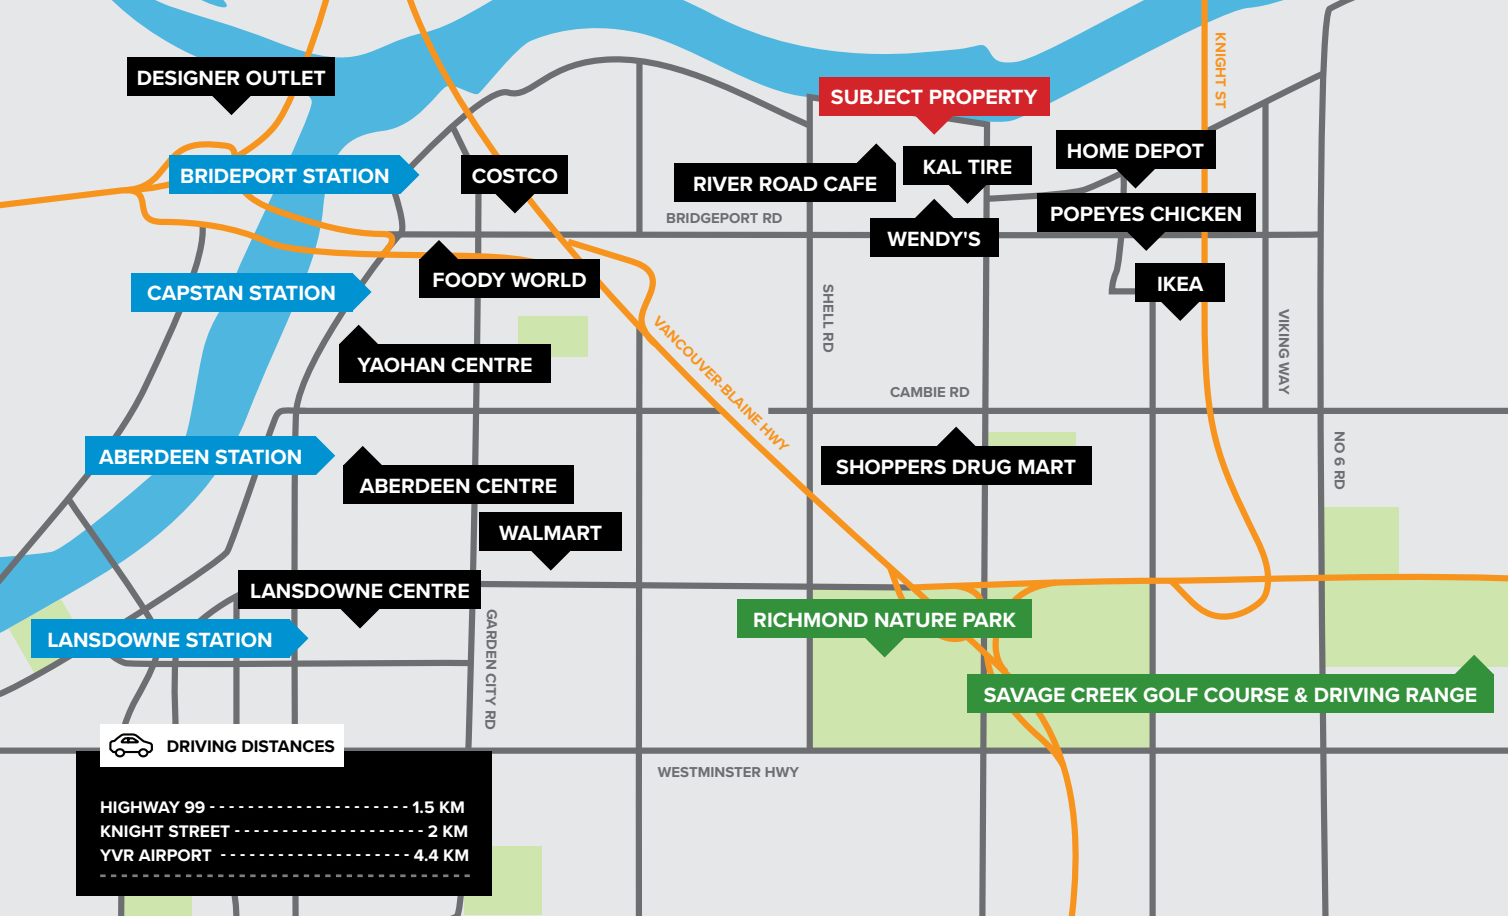 KNIGHT ST
DESIGNER OUTLET
SUBJECT PROPERTY
HOME DEPOT
KAL TIRE
BRIDEPORT STATION
COSTCO
RIVER ROAD CAFE
BRIDGEPORT RD
POPEYES CHICKEN
WENDY'S
FOODY WORLD
IKEA
CAPSTAN STATION
SHELL RD
VIKING WAY
VANCOUVER-BLAINE HWY
YAOHAN CENTRE
CAMBIE RD
NO 6 RD
ABERDEEN STATION
SHOPPERS DRUG MART
ABERDEEN CENTRE
WALMART
LANSDOWNE CENTRE
RICHMOND NATURE PARK
LANSDOWNE STATION
GARDEN CITY RD
SAVAGE CREEK GOLF COURSE & DRIVING RANGE
DRIVING DISTANCES
WESTMINSTER HWY
HIGHWAY 99 - - - - - - - - - - - - - - - - - - - - - 1.5 KM
KNIGHT STREET - - - - - - - - - - - - - - - - - - - - 2 KM
YVR AIRPORT - - - - - - - - - - - - - - - - - - - - 4.4 KM